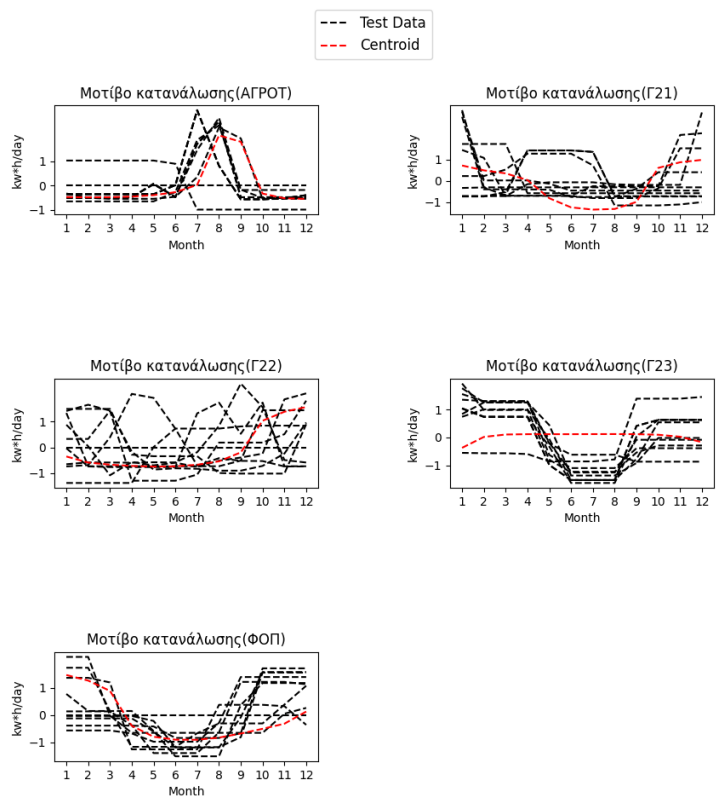 Test Data
Centroid
Μοτίβο κατανάλωσης(ΑΓΡΟΤ)
kw*h/day
1
0
−1
1 2 3 4 5 6 7 8 9 10 11 12
Month
Μοτίβο κατανάλωσης(Γ21)
kw*h/day
1
0
−1
1 2 3 4 5 6 7 8 9 10 11 12
Month
Μοτίβο κατανάλωσης(Γ22)
kw*h/day
1
0
−1
1 2 3 4 5 6 7 8 9 10 11 12
Month
Μοτίβο κατανάλωσης(Γ23)
kw*h/day
1
0
−1
1 2 3 4 5 6 7 8 9 10 11 12
Month
Μοτίβο κατανάλωσης(ΦΟΠ)
kw*h/day
1
0
−1
1 2 3 4 5 6 7 8 9 10 11 12
Month